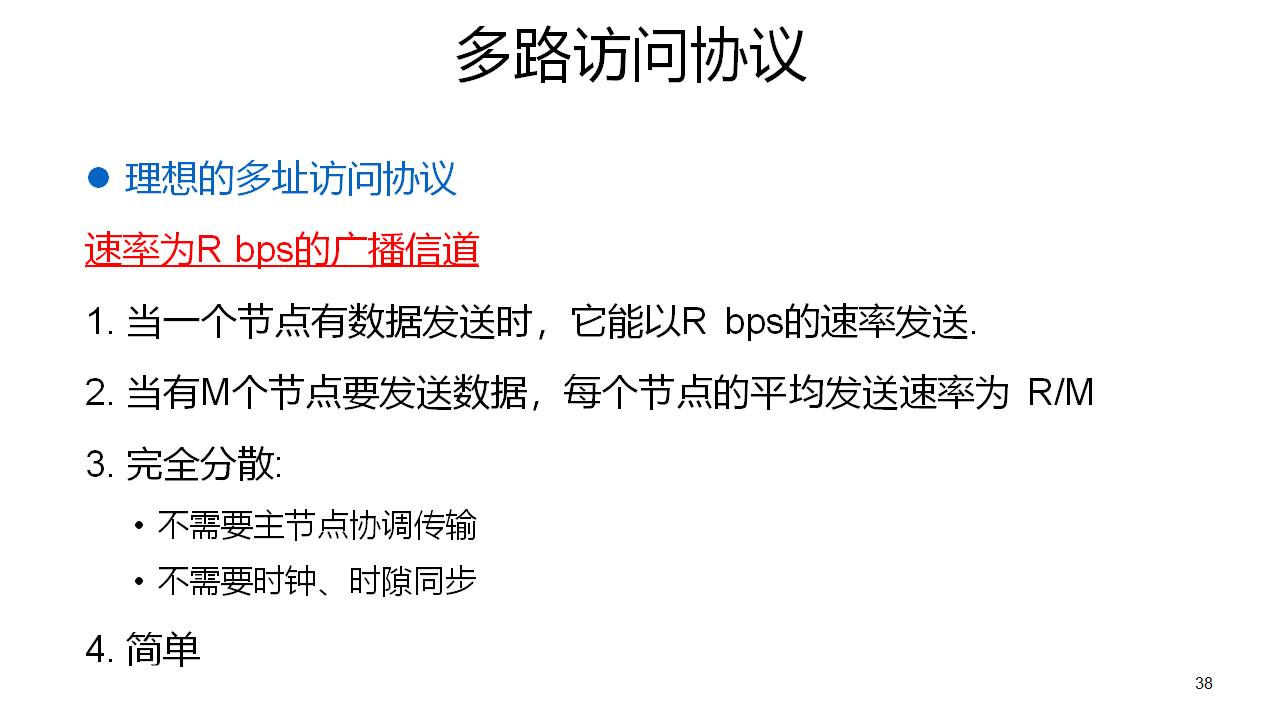 多路访问协议
● 理想的多址访问协议
速率为R bps的广播信道
1. 当一个节点有数据发送时，它能以R bps的速率发送.
2. 当有M个节点要发送数据，每个节点的平均发送速率为 R/M
3. 完全分散:
• 不需要主节点协调传输
• 不需要时钟、时隙同步
4. 简单
38